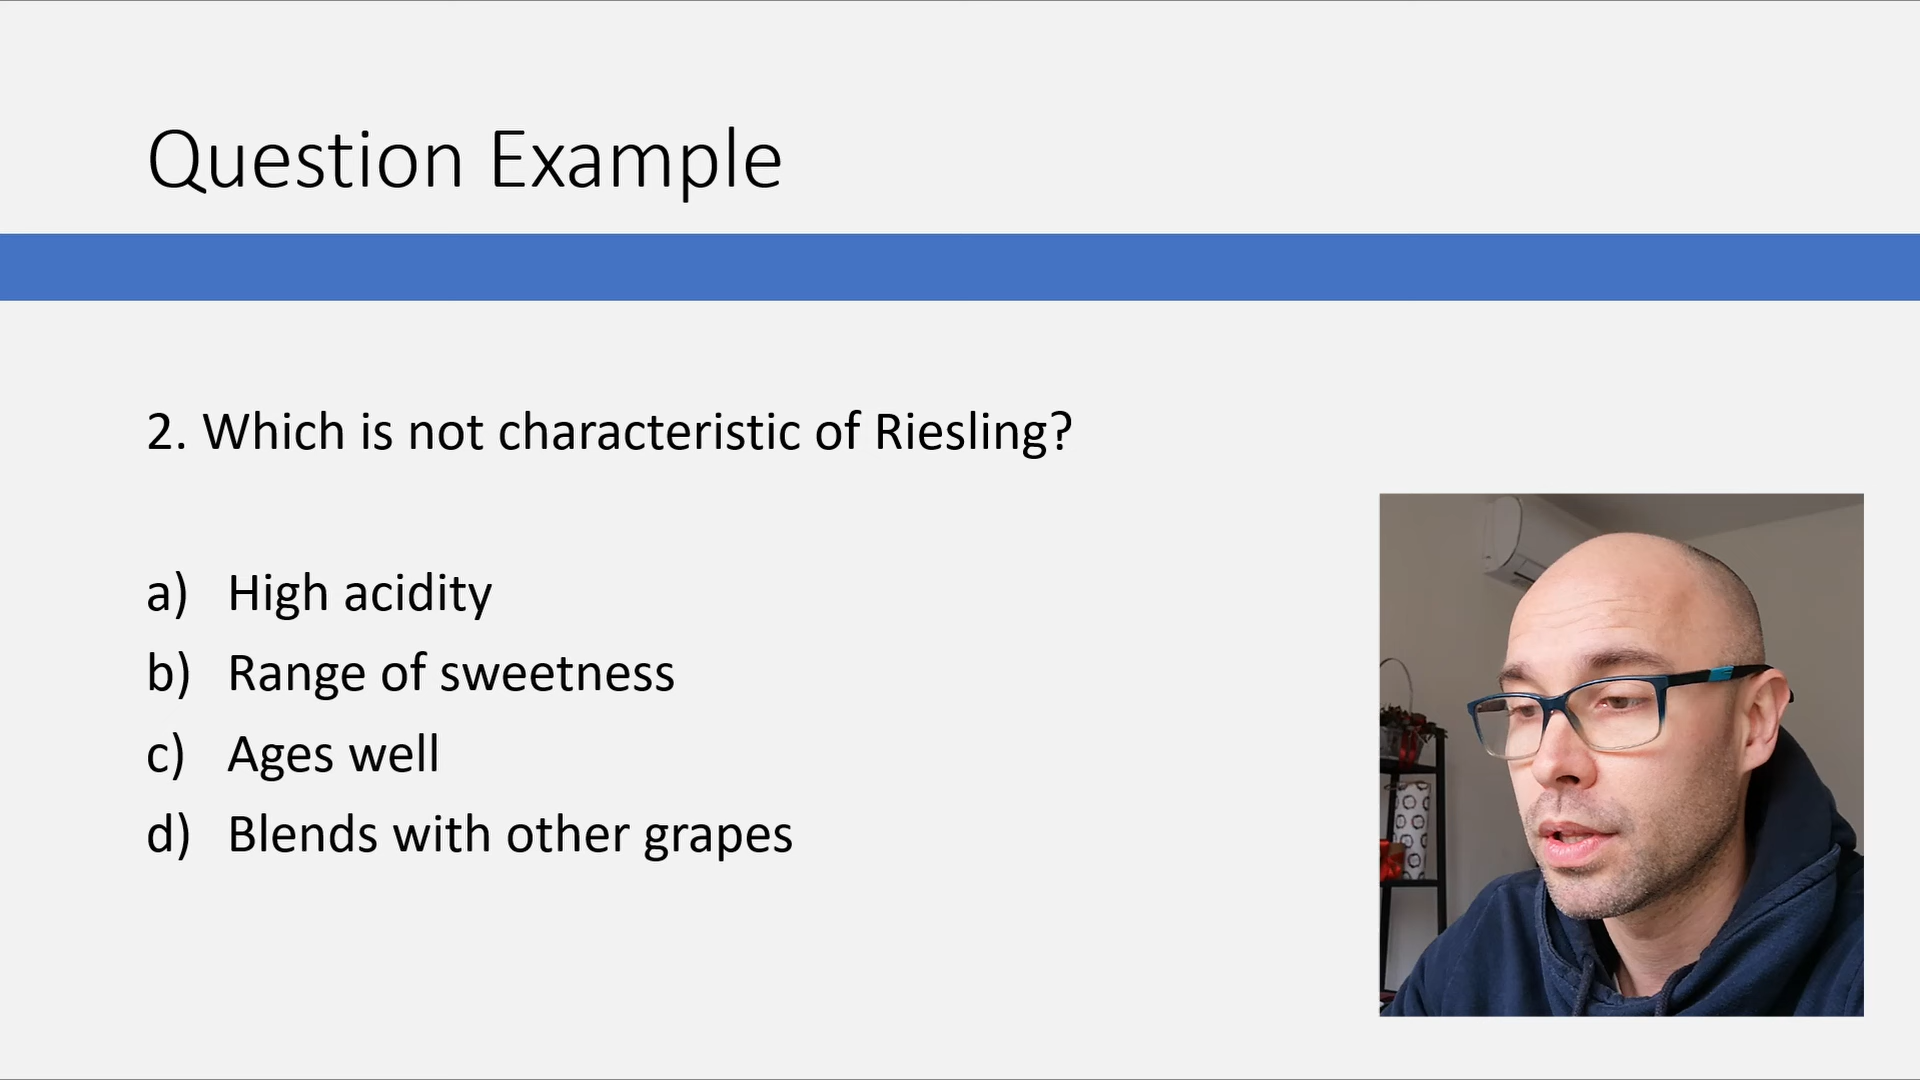 Question Example
2. Which is not characteristic of Riesling?
a) High acidity
b) Range of sweetness
c) Ages well
d) Blends with other grapes